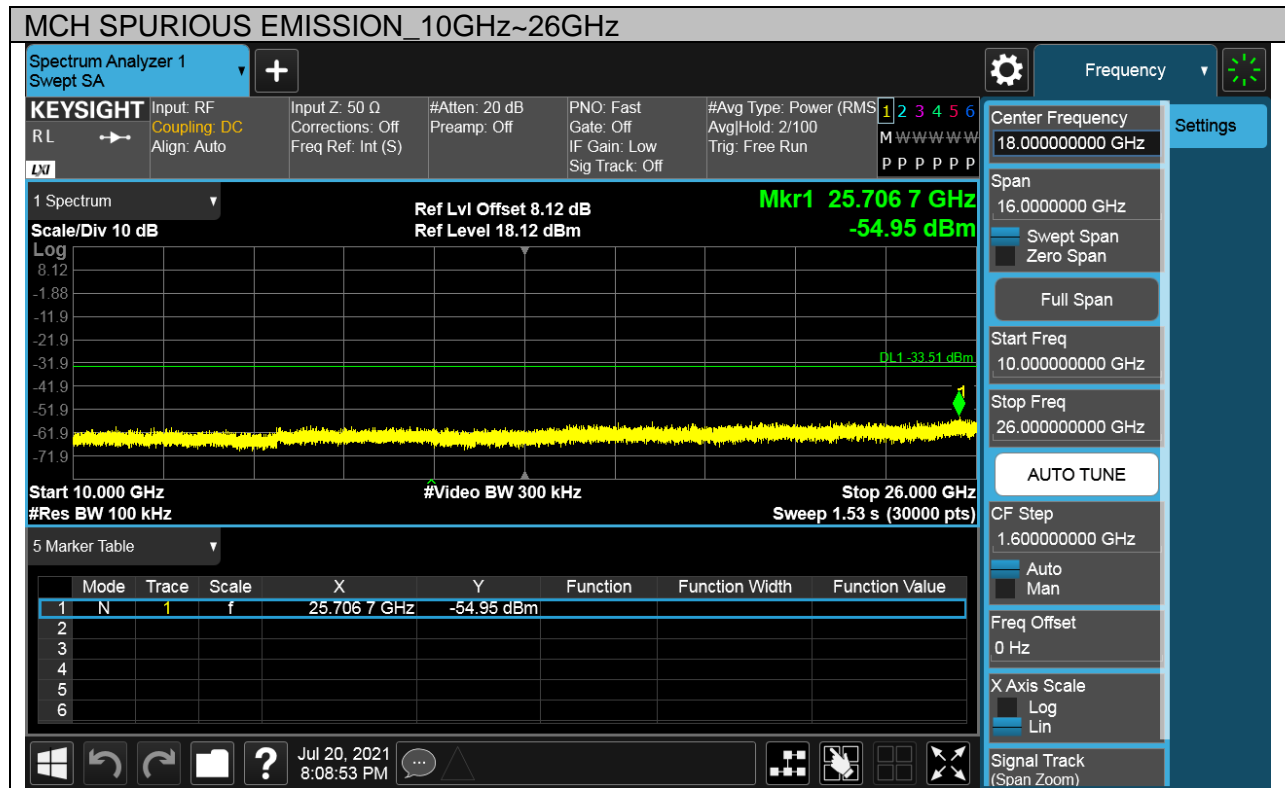 MCH SPURIOUS EMISSION_10GHz~26GHz
Spectrum Analyzer 1
Swept SA
Frequency
KEYSIGHT
RL
LXI
Input: RF
Coupling: DC
Align: Auto
Input Z: 50 Ω
Corrections: Off
Freq Ref: Int (S)
#Atten: 20 dB
Preamp: Off
PNO: Fast
Gate: Off
IF Gain: Low
Sig Track: Off
#Avg Type: Power (RMS
Avg|Hold: 2/100
Trig: Free Run
1 2 3 4 5 6
M W W W W W
P P P P P P
1 Spectrum
Scale/Div 10 dB
Ref Lvl Offset 8.12 dB
Ref Level 18.12 dBm
Mkr1 25.706 7 GHz
-54.95 dBm
Log
8.12
-1.88
-11.9
-21.9
-31.9
-41.9
-51.9
-61.9
-71.9
DL1 -33.51 dBm
1
Start 10.000 GHz
#Video BW 300 kHz
Stop 26.000 GHz
#Res BW 100 kHz
Sweep 1.53 s (30000 pts)
5 Marker Table
Mode Trace Scale X Y Function Function Width Function Value
1 N 1 f 25.706 7 GHz -54.95 dBm
2
3
4
5
6
Jul 20, 2021
8:08:53 PM
Settings
Center Frequency
18.000000000 GHz
Span
16.0000000 GHz
Swept Span
Zero Span
Full Span
Start Freq
10.000000000 GHz
Stop Freq
26.000000000 GHz
AUTO TUNE
CF Step
1.600000000 GHz
Auto
Man
Freq Offset
0 Hz
X Axis Scale
Log
Lin
Signal Track
(Span Zoom)